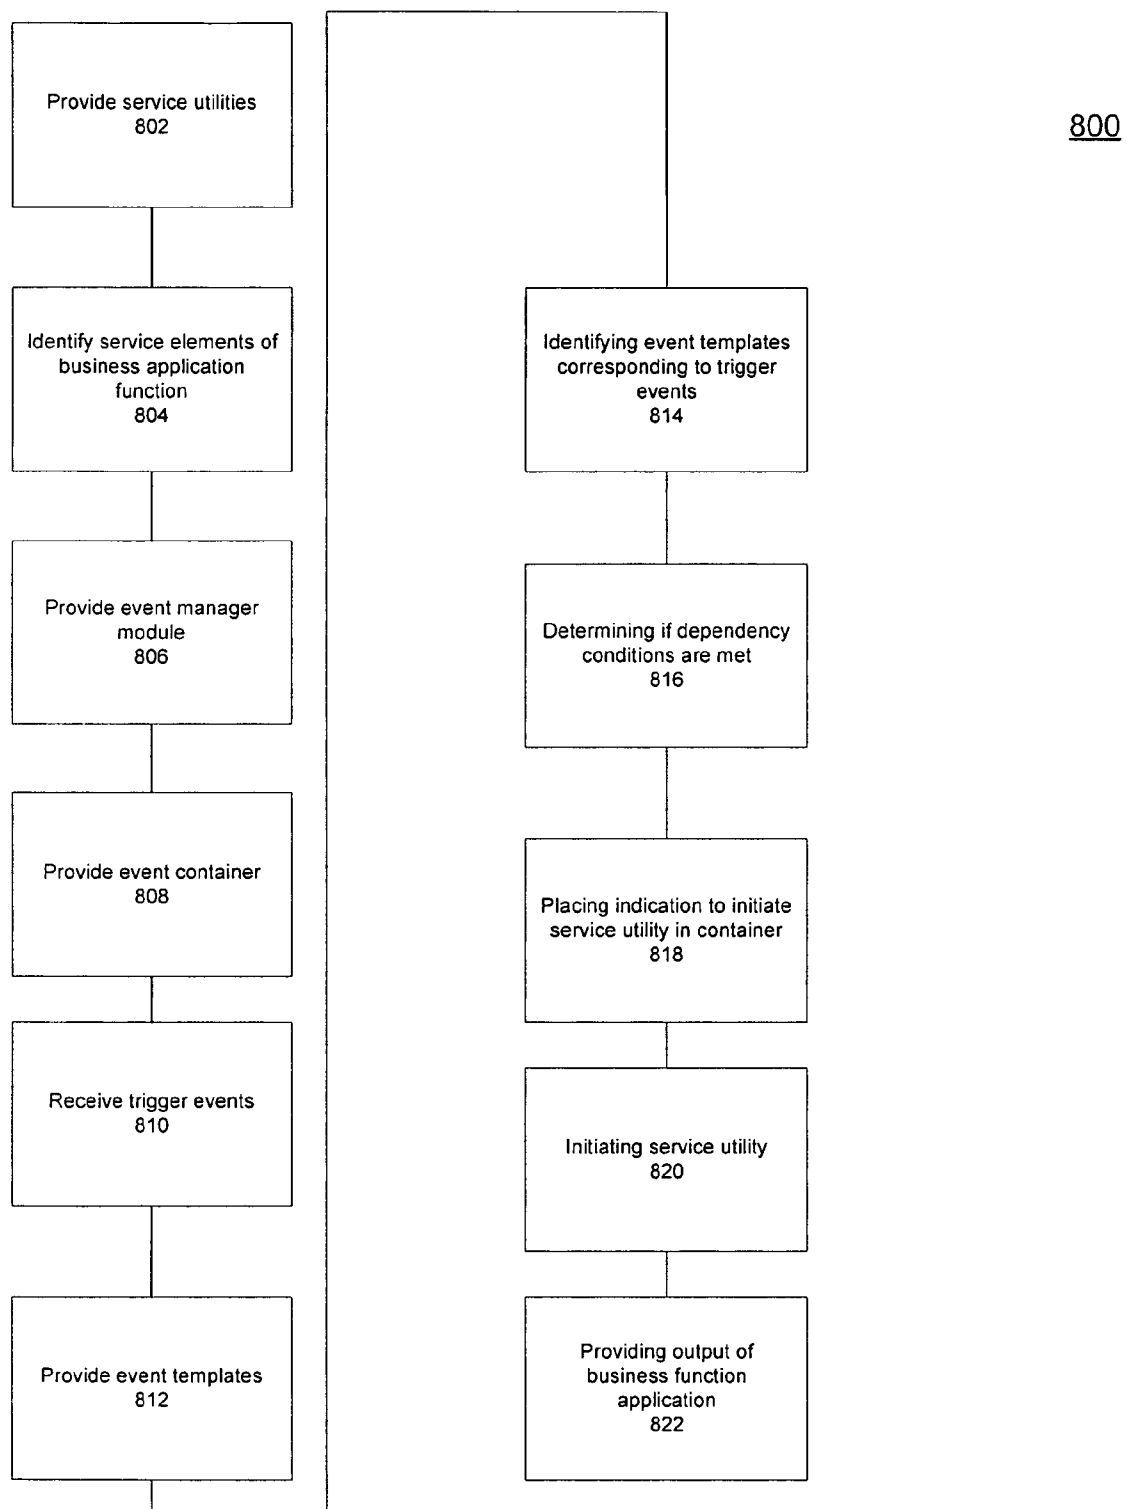 Provide service utilities
802
800
Identify service elements of
business application
function
804
Provide event manager
module
806
Provide event container
808
Receive trigger events
810
Provide event templates
812
Identifying event templates
corresponding to trigger
events
814
Determining if dependency
conditions are met
816
Placing indication to initiate
service utility in container
818
Initiating service utility
820
Providing output of
business function
application
822